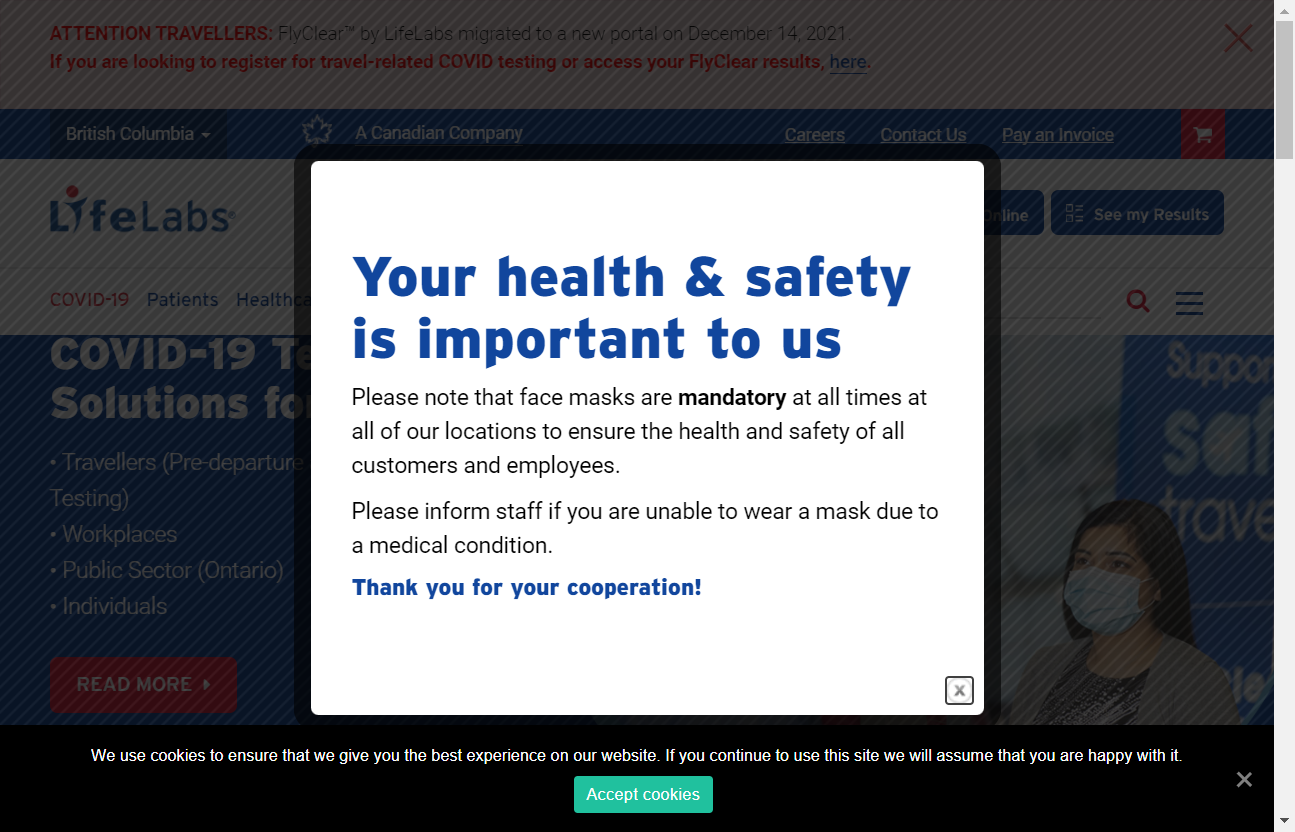 ATTENTION TRAVELLERS: FlyClear™ by LifeLabs migrated to a new portal on December 14, 2021.
If you are looking to register for travel-related COVID testing or access your FlyClear results, here.
British Columbia
A Canadian Company
Careers
Contact Us
Pay an Invoice
LifeLabs®
Online
See my Results
COVID-19 Patients Healthca
COVID-19 Te
Solutions fo
• Travellers (Pre-departure
Testing)
• Workplaces
• Public Sector (Ontario)
• Individuals
READ MORE
Your health & safety
is important to us
Please note that face masks are mandatory at all times at
all of our locations to ensure the health and safety of all
customers and employees.
Please inform staff if you are unable to wear a mask due to
a medical condition.
Thank you for your cooperation!
x
Suppor
saf
trave
We use cookies to ensure that we give you the best experience on our website. If you continue to use this site we will assume that you are happy with it.
Accept cookies